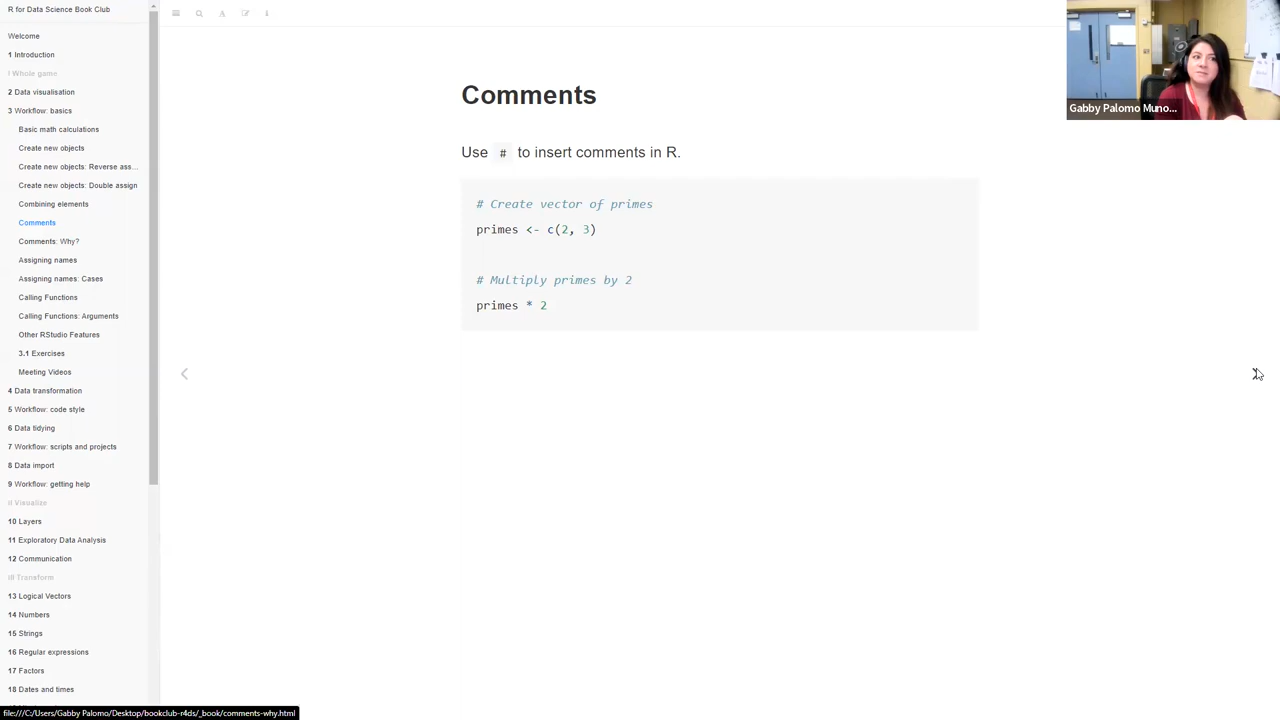 R for Data Science Book Club
Welcome
1 Introduction
I Whole game
2 Data visualisation
3 Workflow: basics
Basic math calculations
Create new objects
Create new objects: Reverse ass...
Create new objects: Double assign
Combining elements
Comments
Comments: Why?
Assigning names
Assigning names: Cases
Calling Functions
Calling Functions: Arguments
Other RStudio Features
3.1 Exercises
Meeting Videos
4 Data transformation
5 Workflow: code style
6 Data tidying
7 Workflow: scripts and projects
8 Data import
9 Workflow: getting help
II Visualize
10 Layers
11 Exploratory Data Analysis
12 Communication
III Transform
13 Logical Vectors
14 Numbers
15 Strings
16 Regular expressions
17 Factors
18 Dates and times
file:///C:/Users/Gabby Palomo/Desktop/bookclub-r4ds/_book/comments-why.html
Comments
Use # to insert comments in R.
# Create vector of primes
primes <- c(2, 3)
# Multiply primes by 2
primes * 2
Gabby Palomo Muno...